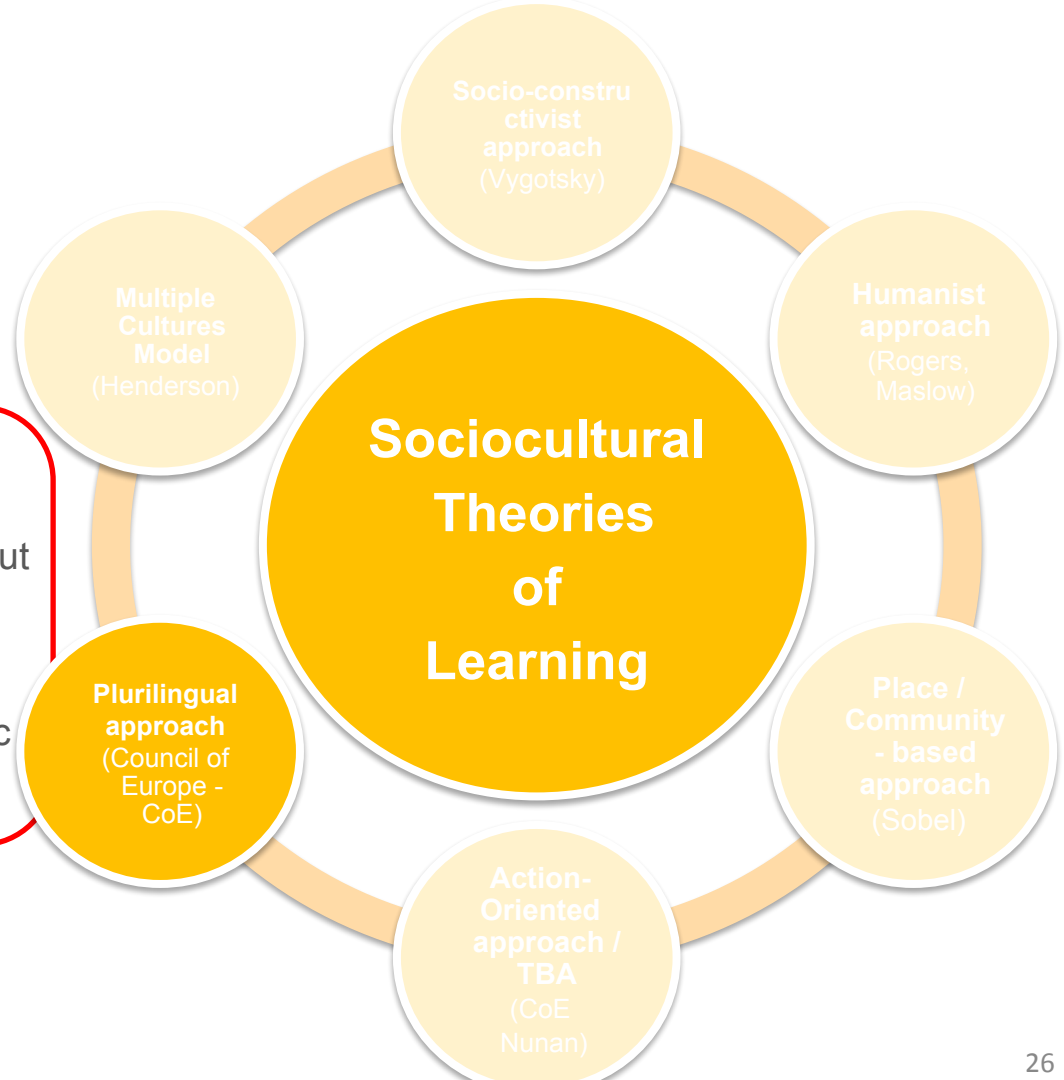 Socio-constru
ctivist
approach
(Vygotsky)
Multiple
Cultures
Model
(Henderson)
Humanist
approach
(Rogers,
Maslow)
Sociocultural
Theories
of
Learning
ut
c
Plurilingual
approach
(Council of
Europe -
CoE)
Place /
Community
- based
approach
(Sobel)
Action-
Oriented
approach /
TBA
(CoE
Nunan)
26